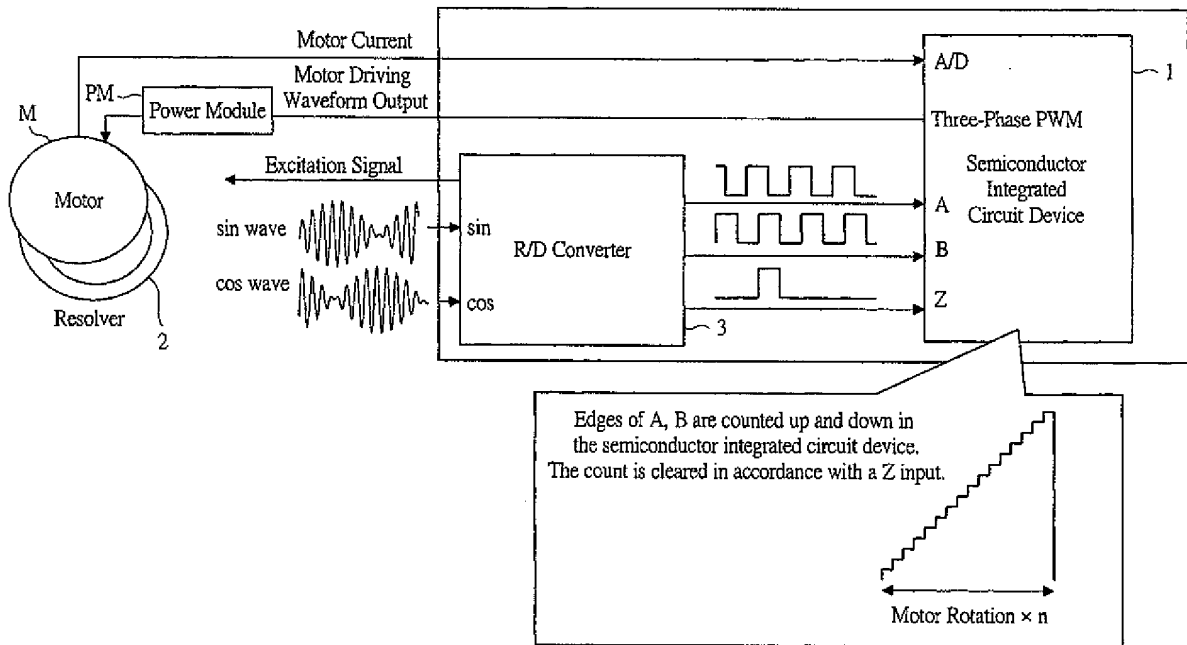 Motor Current
A/D
1
Motor Driving
Waveform Output
PM
Power Module
Three-Phase PWM
M
Excitation Signal
Semiconductor
Integrated
Circuit Device
Motor
sin wave
sin
R/D Converter
A
B
cos wave
cos
Z
Resolver
2
3
Edges of A, B are counted up and down in
the semiconductor integrated circuit device.
The count is cleared in accordance with a Z input.
Motor Rotation × n